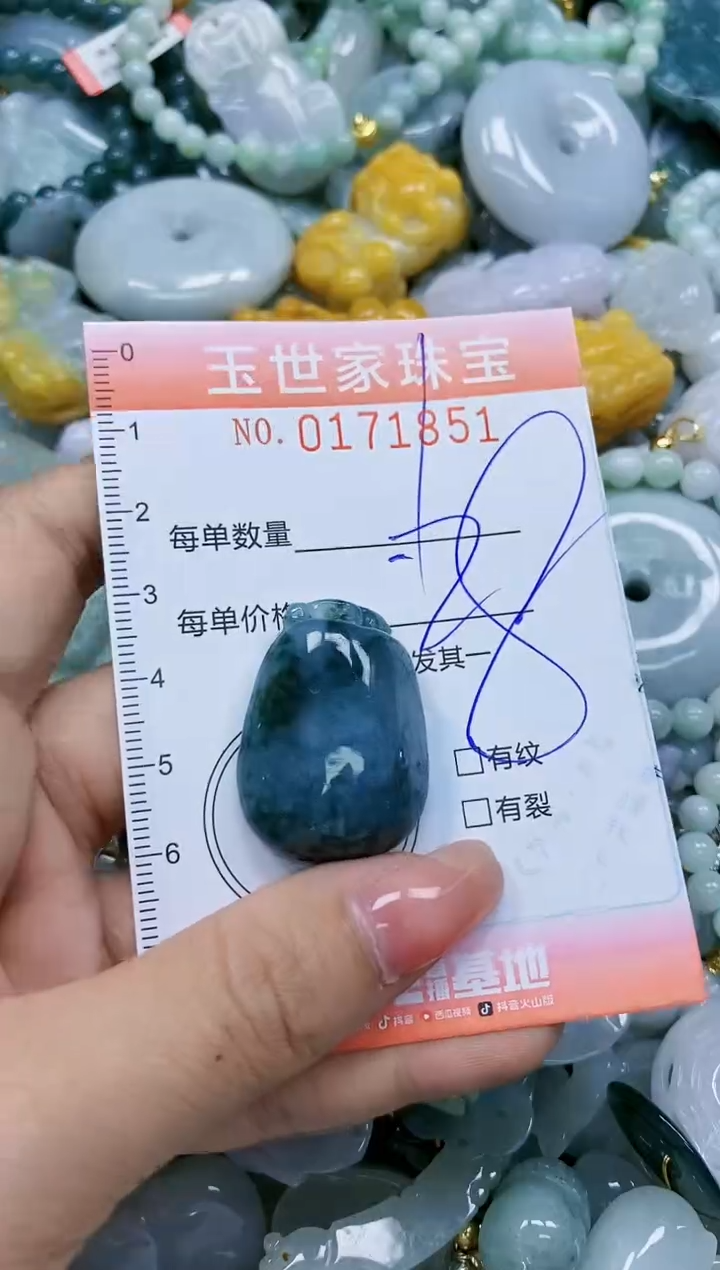 0
玉世家珠宝
NO. 0171851
1
2
每单数量
3
每单价格
发其一
4
5
□有纹
□有裂
6
播基地
抖音 西瓜视频 抖音火山版